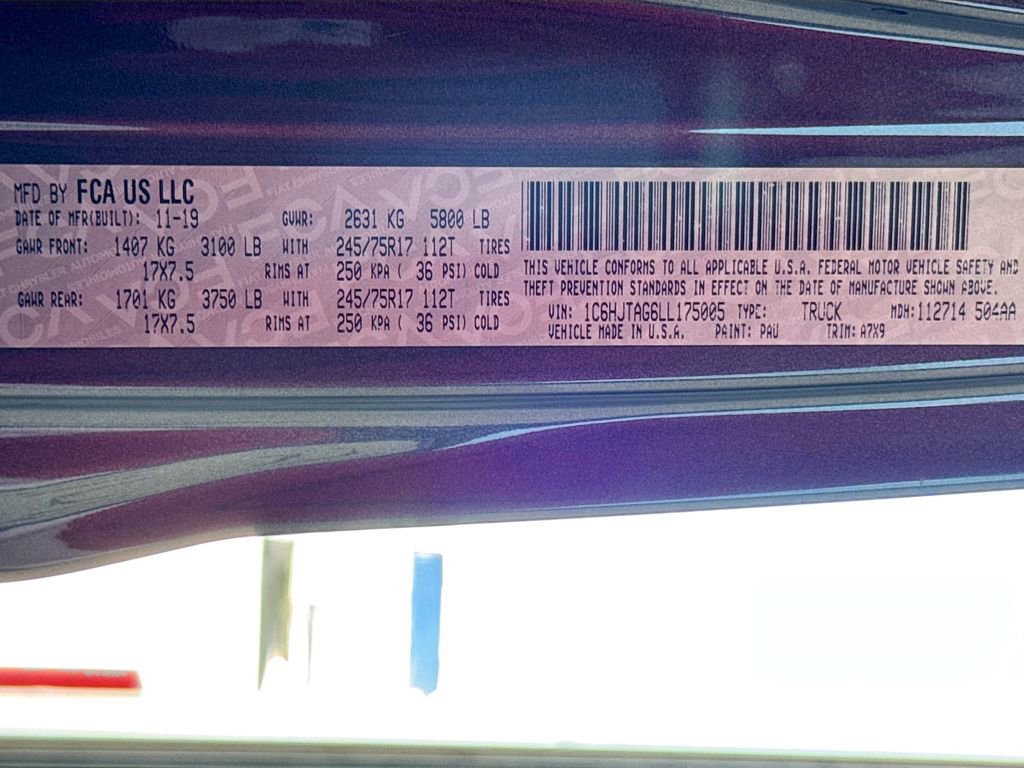 MFD BY FCA US LLC
DATE OF MFR(BUILT): 11-19 GVWR: 2631 KG 5800 LB
GAWR FRONT: 1407 KG 3100 LB WITH 245/75R17 112T TIRES
17X7.5 RIMS AT 250 KPA ( 36 PSI) COLD
GAWR REAR: 1701 KG 3750 LB WITH 245/75R17 112T TIRES
17X7.5 RIMS AT 250 KPA ( 36 PSI) COLD
THIS VEHICLE CONFORMS TO ALL APPLICABLE U.S.A. FEDERAL MOTOR VEHICLE SAFETY AND
THEFT PREVENTION STANDARDS IN EFFECT ON THE DATE OF MANUFACTURE SHOWN ABOVE.
VIN: 1C6HJTAG6LL175005 TYPE: TRUCK MDH:112714 504AA
VEHICLE MADE IN U.S.A. PAINT: PAU TRIM: A7X9